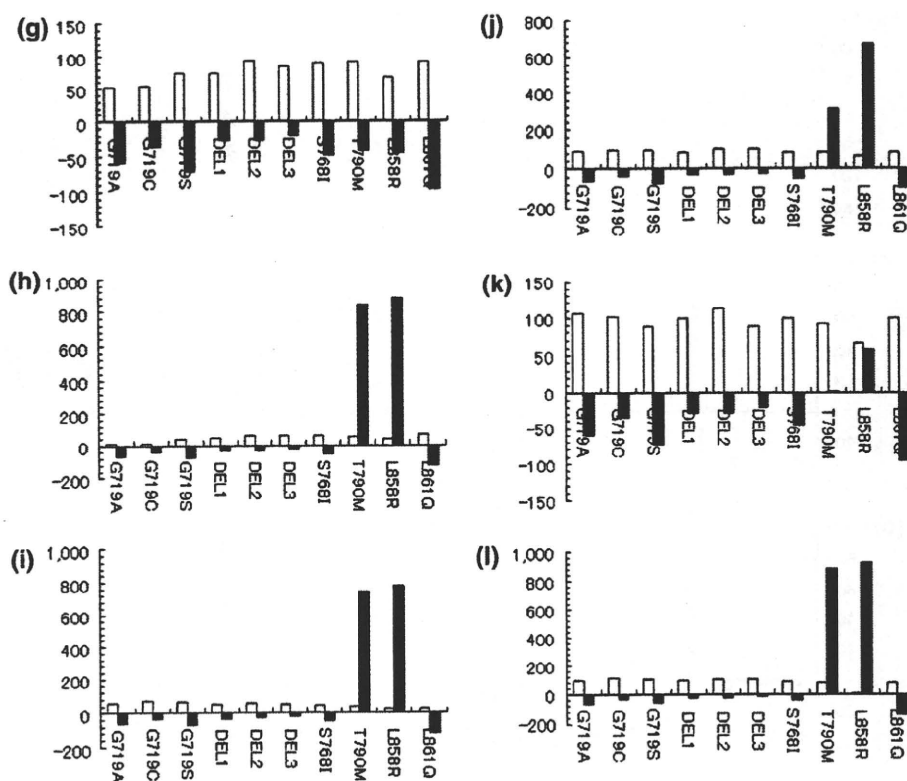 (g)
150
100
50
0
-50
-100
-150
G719A
G719C
G719S
DEL1
DEL2
DEL3
S768I
T790M
L858R
L861Q
(j)
800
600
400
200
0
-200
G719A
G719C
G719S
DEL1
DEL2
DEL3
S768I
T790M
L858R
L861Q
(h)
1,000
800
600
400
200
0
-200
G719A
G719C
G719S
DEL1
DEL2
DEL3
S768I
T790M
L858R
L861Q
(k)
150
100
50
0
-50
-100
-150
G719A
G719C
G719S
DEL1
DEL2
DEL3
S768I
T790M
L858R
L861Q
(i)
1,000
800
600
400
200
0
-200
G719A
G719C
G719S
DEL1
DEL2
DEL3
S768I
T790M
L858R
L861Q
(l)
1,000
800
600
400
200
0
-200
G719A
G719C
G719S
DEL1
DEL2
DEL3
S768I
T790M
L858R
L861Q